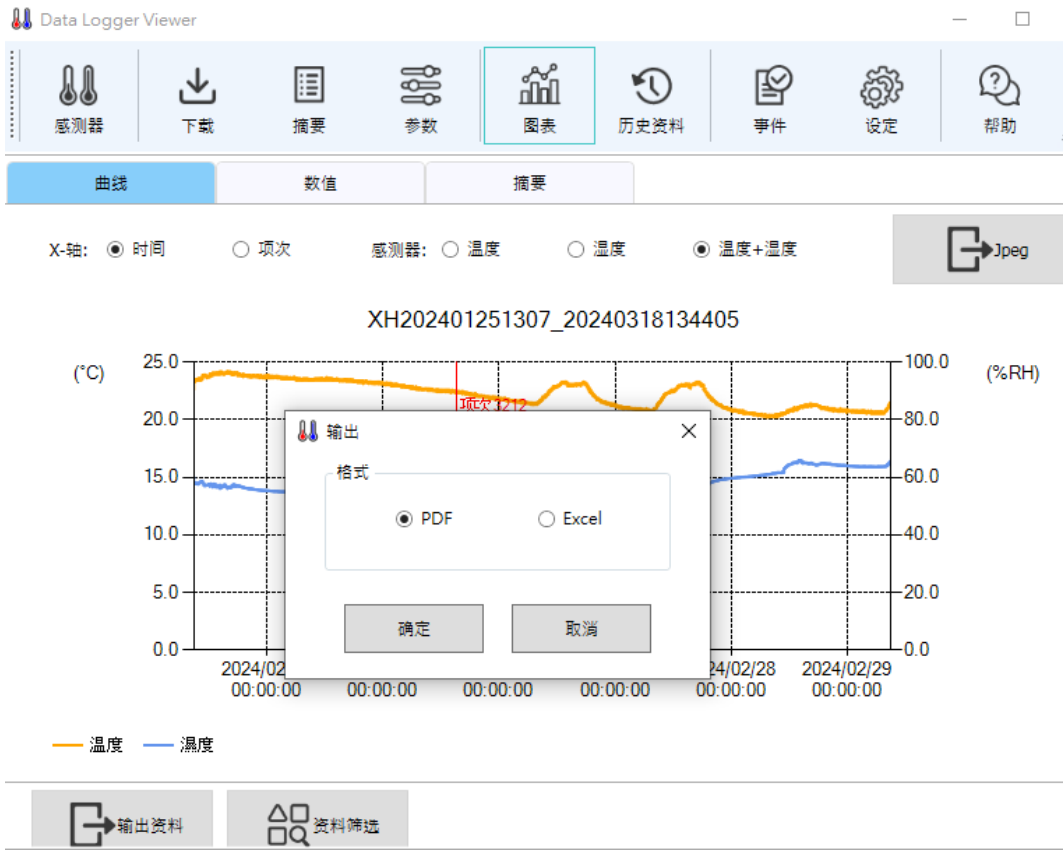 Data Logger Viewer
感测器 下载 摘要 参数 图表 历史资料 事件 设定 帮助
曲线 数值 摘要
X-轴: 时间 项次 感测器: 温度 湿度 温度+湿度 Jpeg
XH202401251307_20240318134405
(°C) 25.0 100.0 (%RH)
项次 3212
20.0 80.0
输出
15.0 60.0
格式
PDF Excel
10.0 40.0
5.0 20.0
确定 取消
0.0 0.0
2024/02 24/02/28 2024/02/29
00:00:00 00:00:00 00:00:00 00:00:00 00:00:00 00:00:00
温度 濕度
输出资料 资料筛选